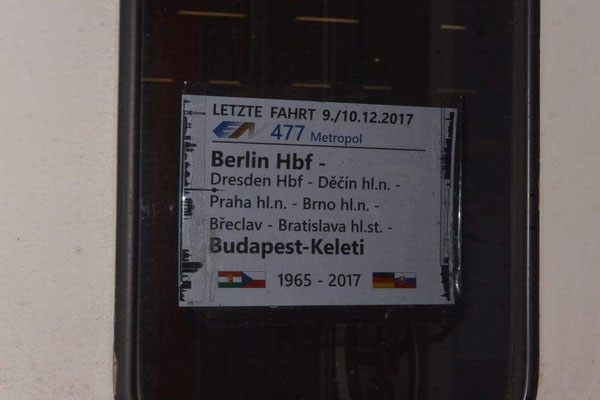 LETZTE FAHRT 9./10.12.2017
EN 477 Metropol
Berlin Hbf -
Dresden Hbf - Děčín hl.n. -
Praha hl.n. - Brno hl.n. -
Břeclav - Bratislava hl.st. -
Budapest-Keleti
1965 - 2017